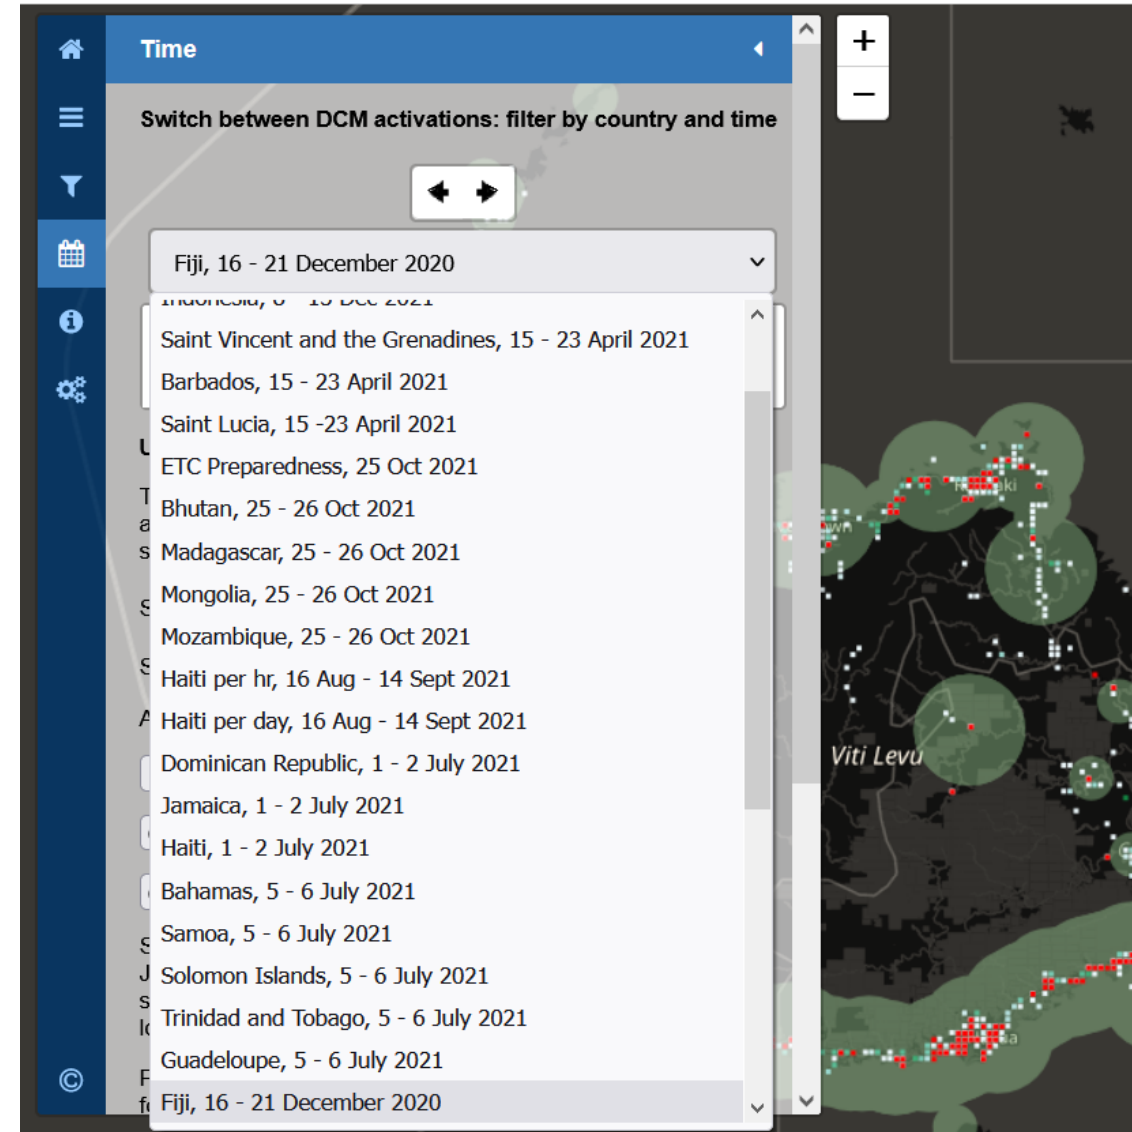 Time
Switch between DCM activations: filter by country and time
Fiji, 16 - 21 December 2020
Saint Vincent and the Grenadines, 15 - 23 April 2021
Barbados, 15 - 23 April 2021
Saint Lucia, 15 -23 April 2021
ETC Preparedness, 25 Oct 2021
Bhutan, 25 - 26 Oct 2021
Madagascar, 25 - 26 Oct 2021
Mongolia, 25 - 26 Oct 2021
Mozambique, 25 - 26 Oct 2021
Haiti per hr, 16 Aug - 14 Sept 2021
Haiti per day, 16 Aug - 14 Sept 2021
Dominican Republic, 1 - 2 July 2021
Jamaica, 1 - 2 July 2021
Haiti, 1 - 2 July 2021
Bahamas, 5 - 6 July 2021
Samoa, 5 - 6 July 2021
Solomon Islands, 5 - 6 July 2021
Trinidad and Tobago, 5 - 6 July 2021
Guadeloupe, 5 - 6 July 2021
Fiji, 16 - 21 December 2020
+
−
Viti Levu